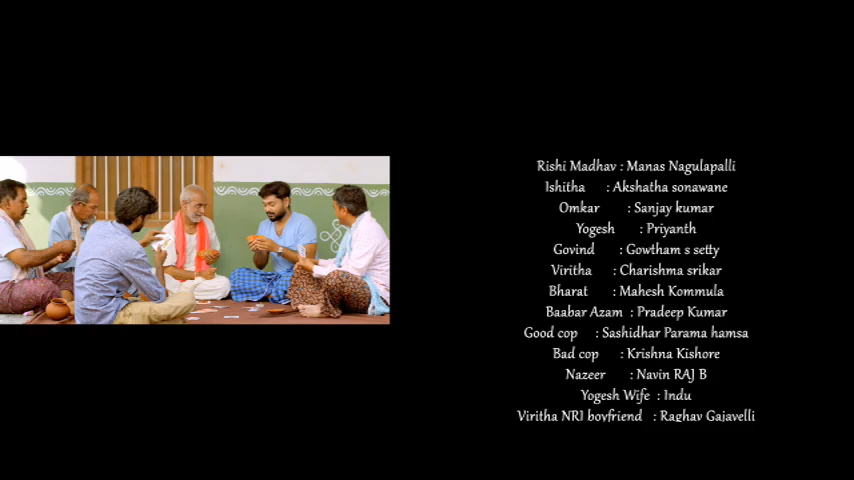 Rishi Madhav : Manas Nagulapalli
Ishitha : Akshatha sonawane
Omkar : Sanjay kumar
Yogesh : Priyanth
Govind : Gowtham s setty
Viritha : Charishma srikar
Bharat : Mahesh Kommula
Baabar Azam : Pradeep Kumar
Good cop : Sashidhar Parama hamsa
Bad cop : Krishna Kishore
Nazeer : Navin RAJ B
Yogesh Wife : Indu
Viritha NRI boyfriend : Raghav Gajavelli